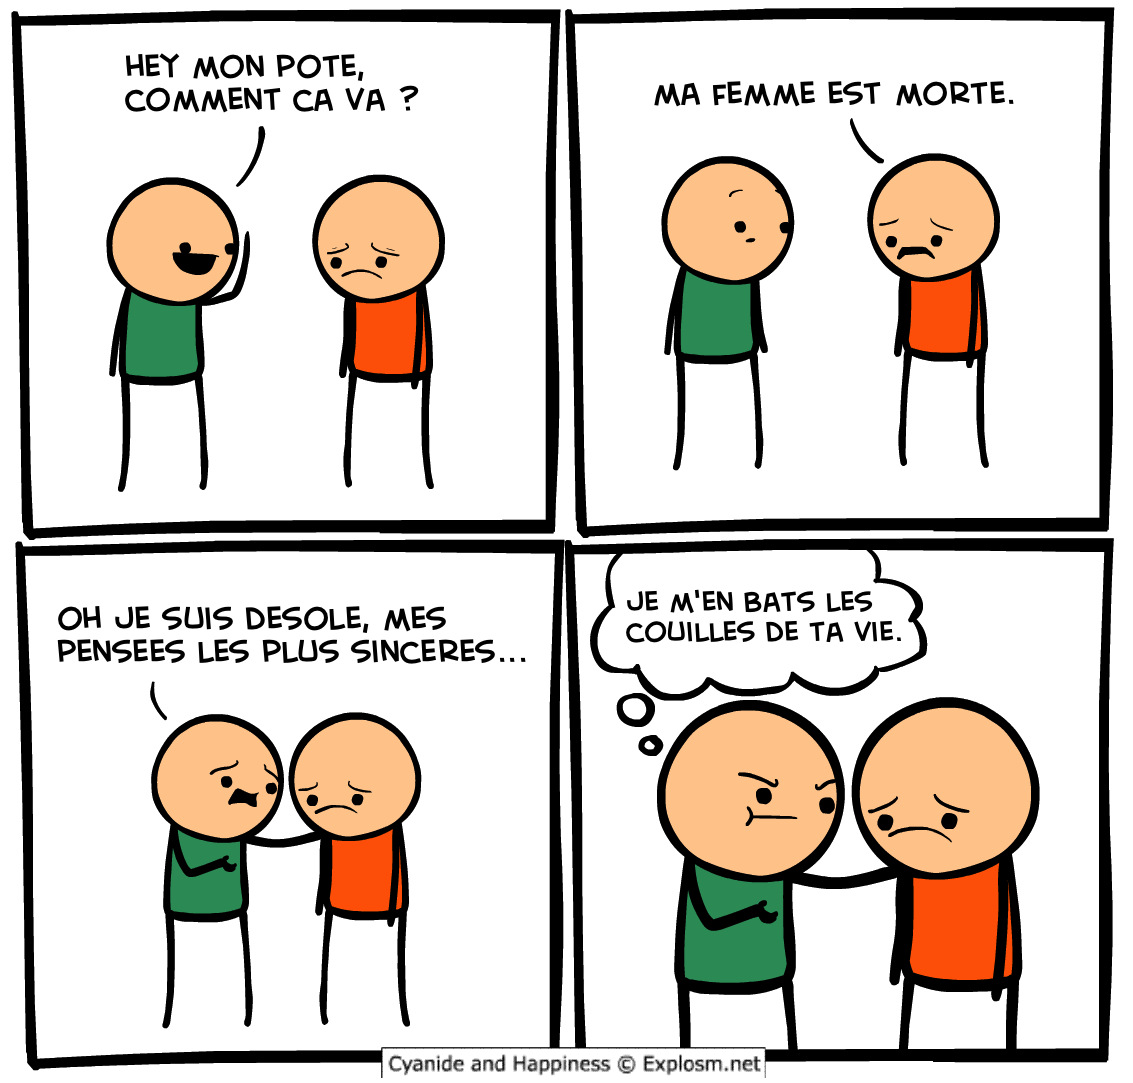 HEY MON POTE,
COMMENT CA VA ?
MA FEMME EST MORTE.
OH JE SUIS DESOLE, MES
PENSEES LES PLUS SINCERES...
JE M'EN BATS LES
COUILLES DE TA VIE.
Cyanide and Happiness © Explosm.net